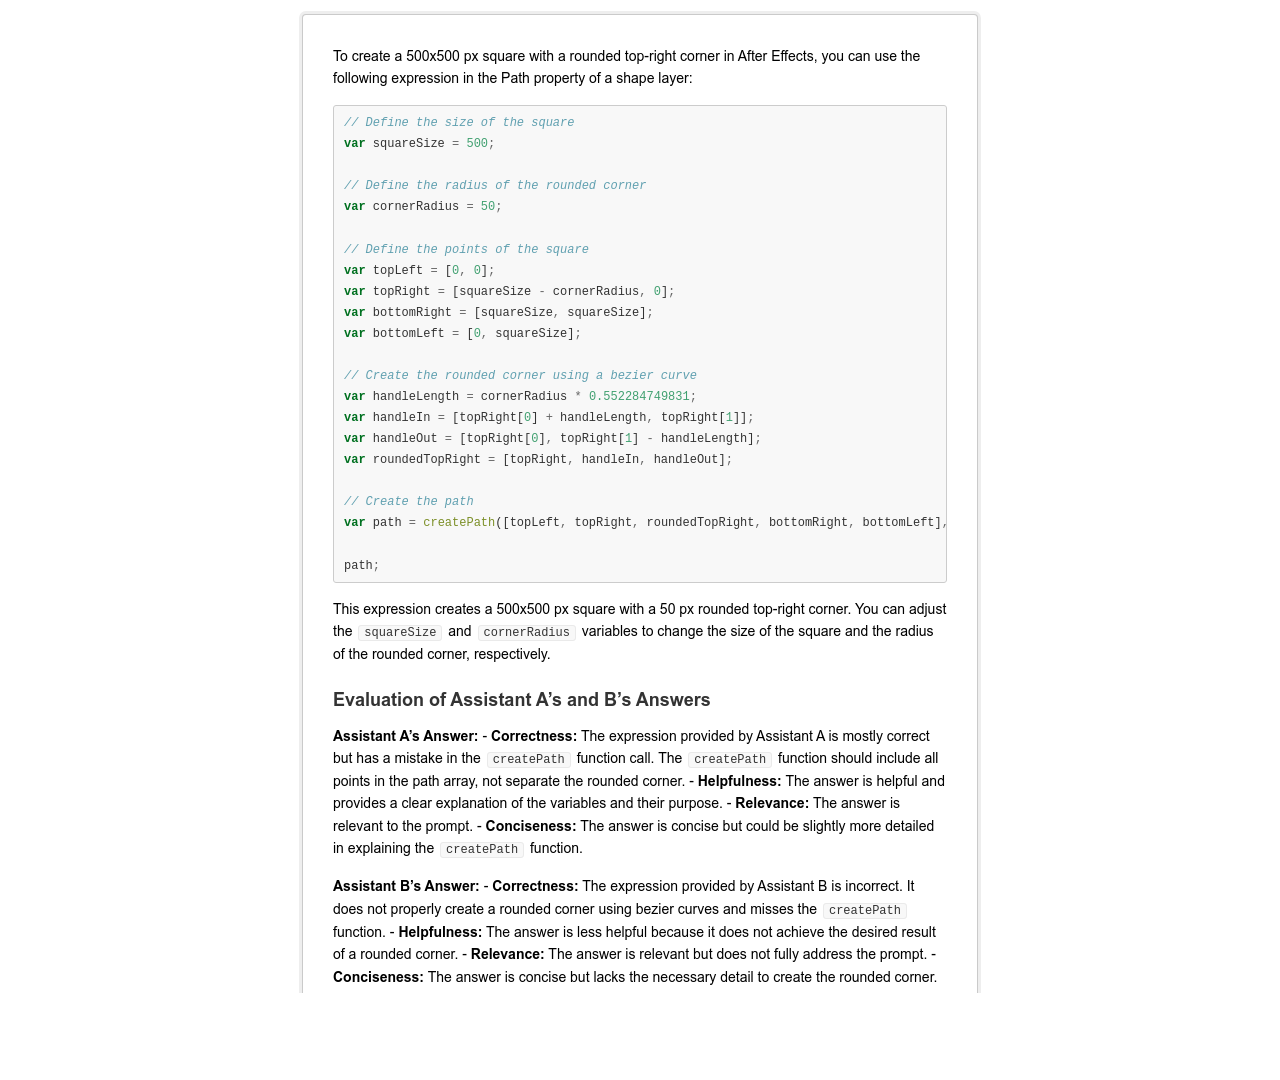 To create a 500x500 px square with a rounded top-right corner in After Effects, you can use the
following expression in the Path property of a shape layer:
// Define the size of the square
var squareSize = 500;
// Define the radius of the rounded corner
var cornerRadius = 50;
// Define the points of the square
var topLeft = [0, 0];
var topRight = [squareSize - cornerRadius, 0];
var bottomRight = [squareSize, squareSize];
var bottomLeft = [0, squareSize];
// Create the rounded corner using a bezier curve
var handleLength = cornerRadius * 0.552284749831;
var handleIn = [topRight[0] + handleLength, topRight[1]];
var handleOut = [topRight[0], topRight[1] - handleLength];
var roundedTopRight = [topRight, handleIn, handleOut];
// Create the path
var path = createPath([topLeft, topRight, roundedTopRight, bottomRight, bottomLeft],
path;
This expression creates a 500x500 px square with a 50 px rounded top-right corner. You can adjust
the squareSize and cornerRadius variables to change the size of the square and the radius
of the rounded corner, respectively.
Evaluation of Assistant A’s and B’s Answers
Assistant A’s Answer: - Correctness: The expression provided by Assistant A is mostly correct
but has a mistake in the createPath function call. The createPath function should include all
points in the path array, not separate the rounded corner. - Helpfulness: The answer is helpful and
provides a clear explanation of the variables and their purpose. - Relevance: The answer is
relevant to the prompt. - Conciseness: The answer is concise but could be slightly more detailed
in explaining the createPath function.
Assistant B’s Answer: - Correctness: The expression provided by Assistant B is incorrect. It
does not properly create a rounded corner using bezier curves and misses the createPath
function. - Helpfulness: The answer is less helpful because it does not achieve the desired result
of a rounded corner. - Relevance: The answer is relevant but does not fully address the prompt. -
Conciseness: The answer is concise but lacks the necessary detail to create the rounded corner.